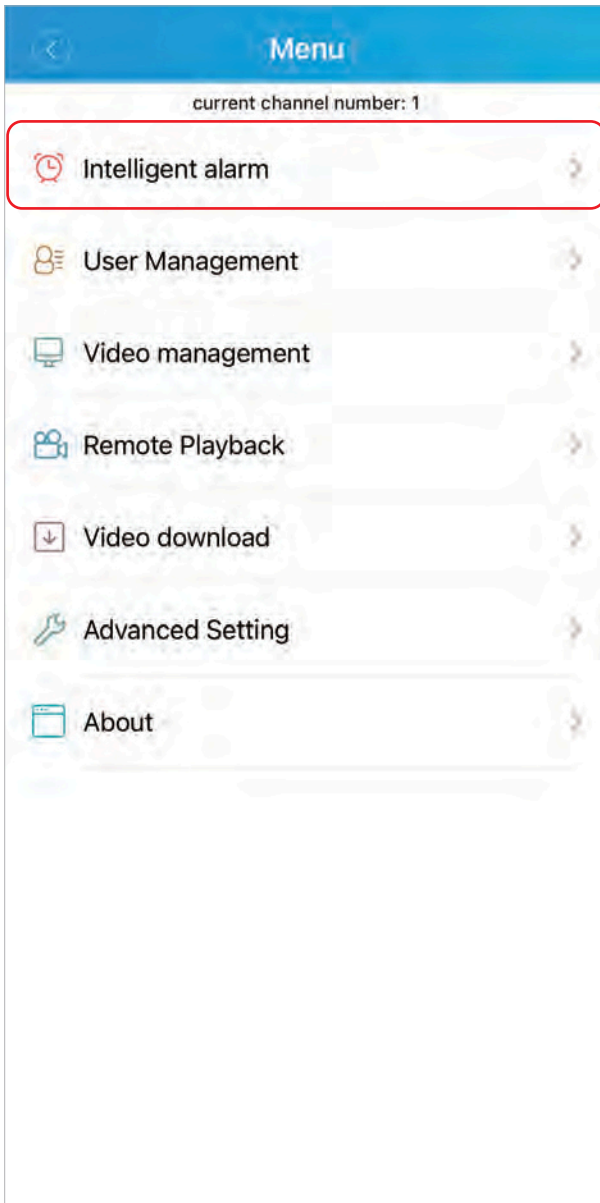 Menu
current channel number: 1
Intelligent alarm
User Management
Video management
Remote Playback
Video download
Advanced Setting
About